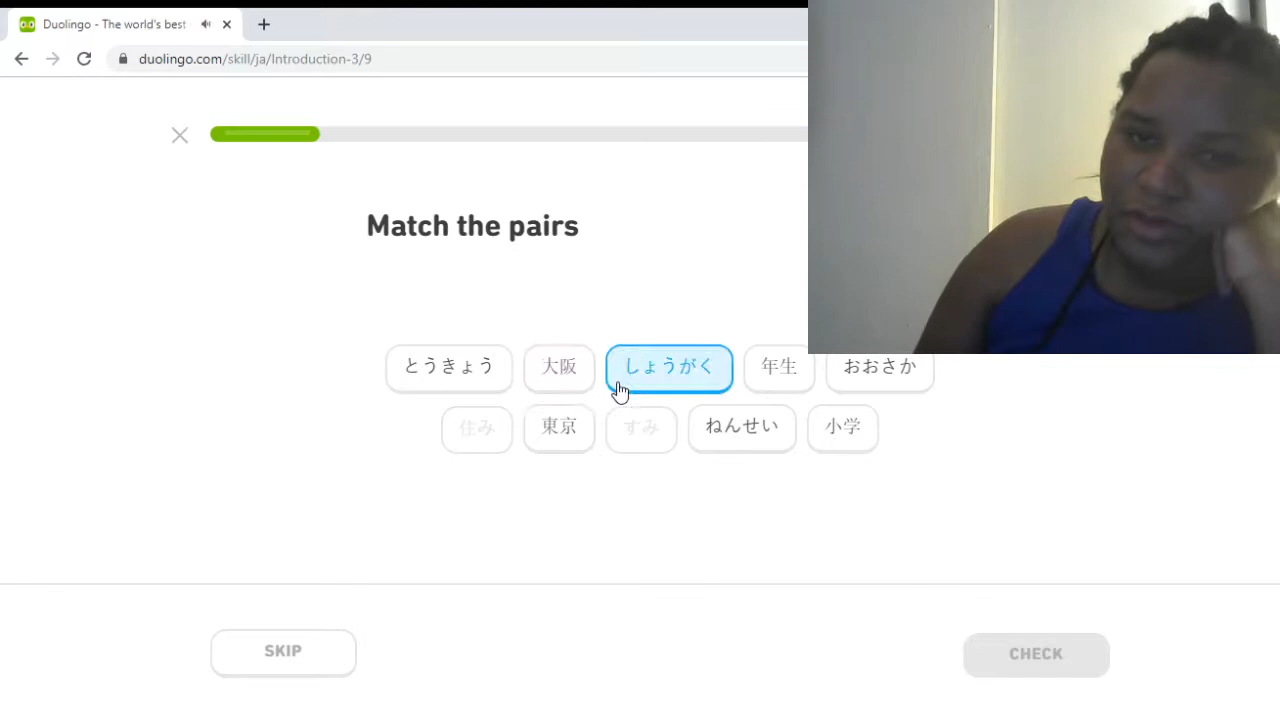 Duolingo - The world's best
duolingo.com/skill/ja/Introduction-3/9
Match the pairs
とうきょう 大阪 しょうがく 年生 おおさか
住み 東京 すみ ねんせい 小学
SKIP CHECK